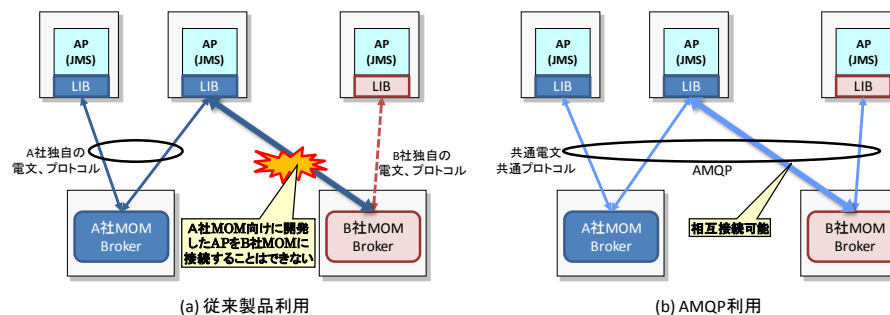 AP
(JMS)
LIB
AP
(JMS)
LIB
AP
(JMS)
LIB
A社独自の
電文、プロトコル
B社独自の
電文、プロトコル
A社MOM
Broker
A社MOM向けに開発
したAPをB社MOMに
接続することはできない
B社MOM
Broker
(a) 従来製品利用
AP
(JMS)
LIB
AP
(JMS)
LIB
AP
(JMS)
LIB
共通電文
共通プロトコル
AMQP
A社MOM
Broker
相互接続可能
B社MOM
Broker
(b) AMQP利用